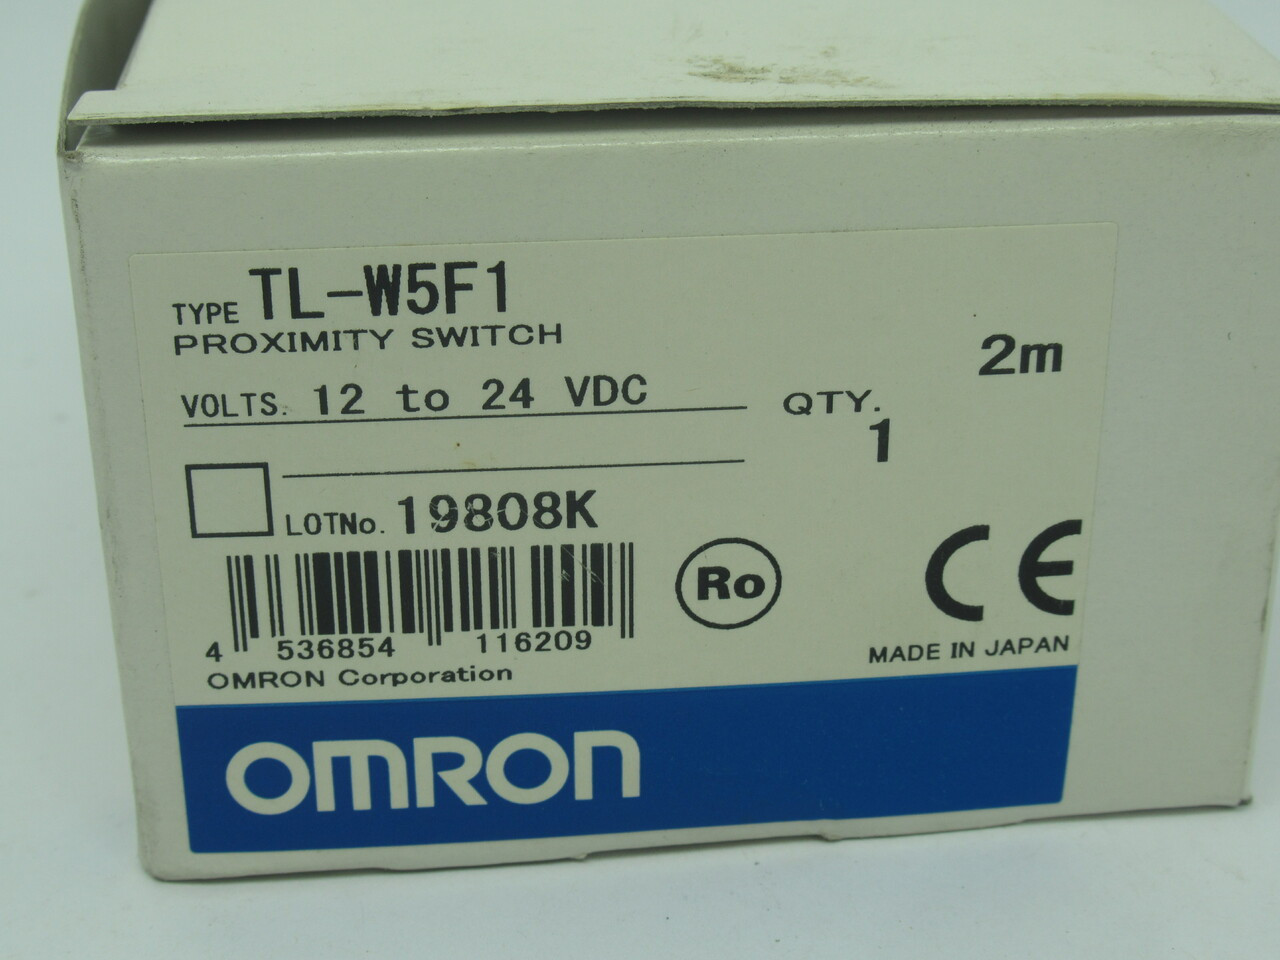 TYPE TL-W5F1
PROXIMITY SWITCH
2m
VOLTS. 12 to 24 VDC
QTY.
1
LOTNo. 19808K
Ro
CE
4 536854 116209
MADE IN JAPAN
OMRON Corporation
OMRON